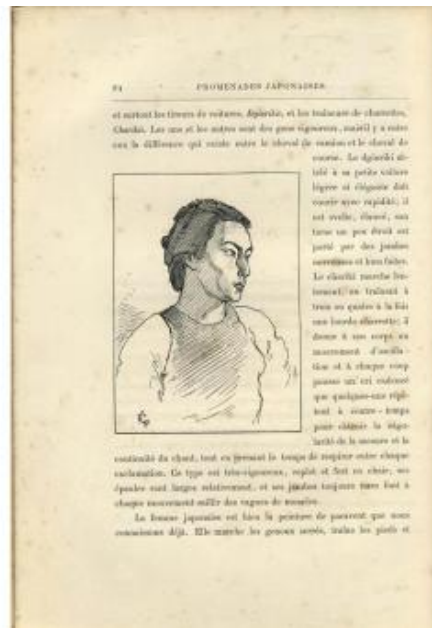 84 PROMENADES JAPONAISES
et surtout les tireurs de voitures, et les traineurs de charrettes,
Les uns et les autres sont des gens vigoureux, mais il y a entre
eux la différence qui existe entre le cheval de camion et le cheval de
course. Le
à sa petite voiture
légère et élégante doit
courir avec rapidité; il
est svelte, élancé, son
torse un peu étroit est
porté par des jambes
nerveuses et bien faites.
Le marche len-
tement, en traînant à
trois ou quatre à la fois
une lourde charrette; il
donne à son corps un
mouvement d'oscilla-
tion et à chaque coup
pousse un cri cadencé
que quelques-uns répè-
tent à contre-temps
pour obtenir la régu-
larité de la secousse et la
continuité du chant, tout en prenant le temps de respirer entre chaque
exclamation. Ce type est très-vigoureux, replet et fort en chair; ses
épaules sont larges relativement, et ses jambes toujours nues font à
chaque mouvement saillir des vagues de muscles.
La femme japonaise est bien la peinture de paravent que nous
connaissons déjà. Elle marche les genoux serrés, traîne les pieds et